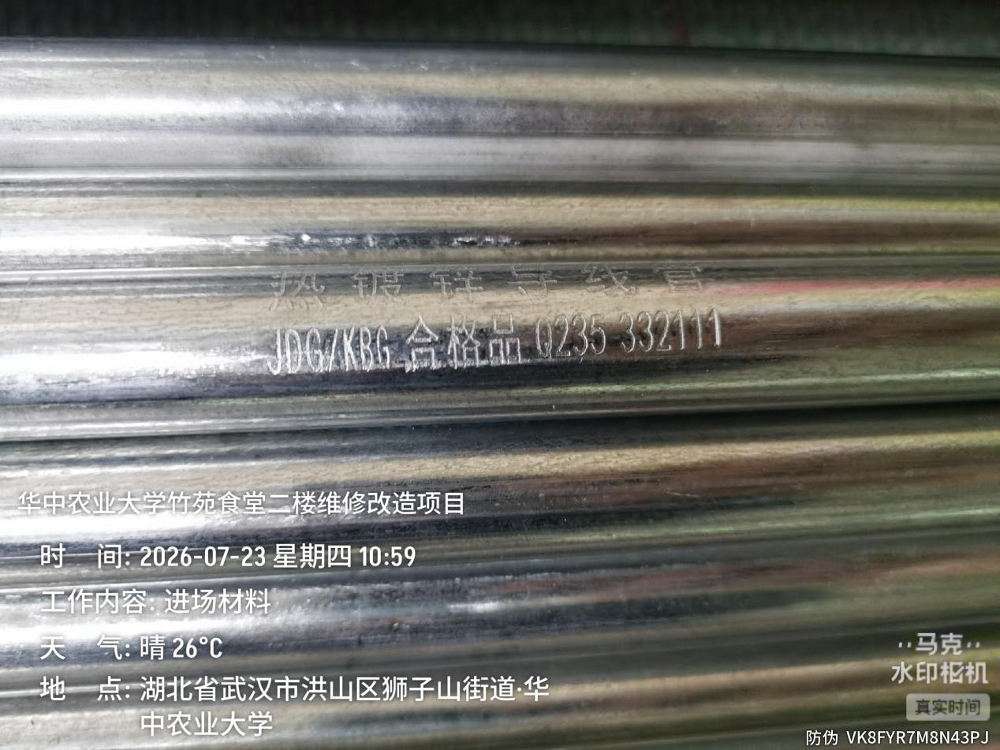 热镀锌导线管
JDG/KBG 合格品 Q235 332111
华中农业大学竹苑食堂二楼维修改造项目
时 间: 2026-07-23 星期四 10:59
工作内容: 进场材料
天 气: 晴 26°C
地 点: 湖北省武汉市洪山区狮子山街道·华
中农业大学
马克
水印相机
真实时间
防伪 VK8FYR7M8N43PJ